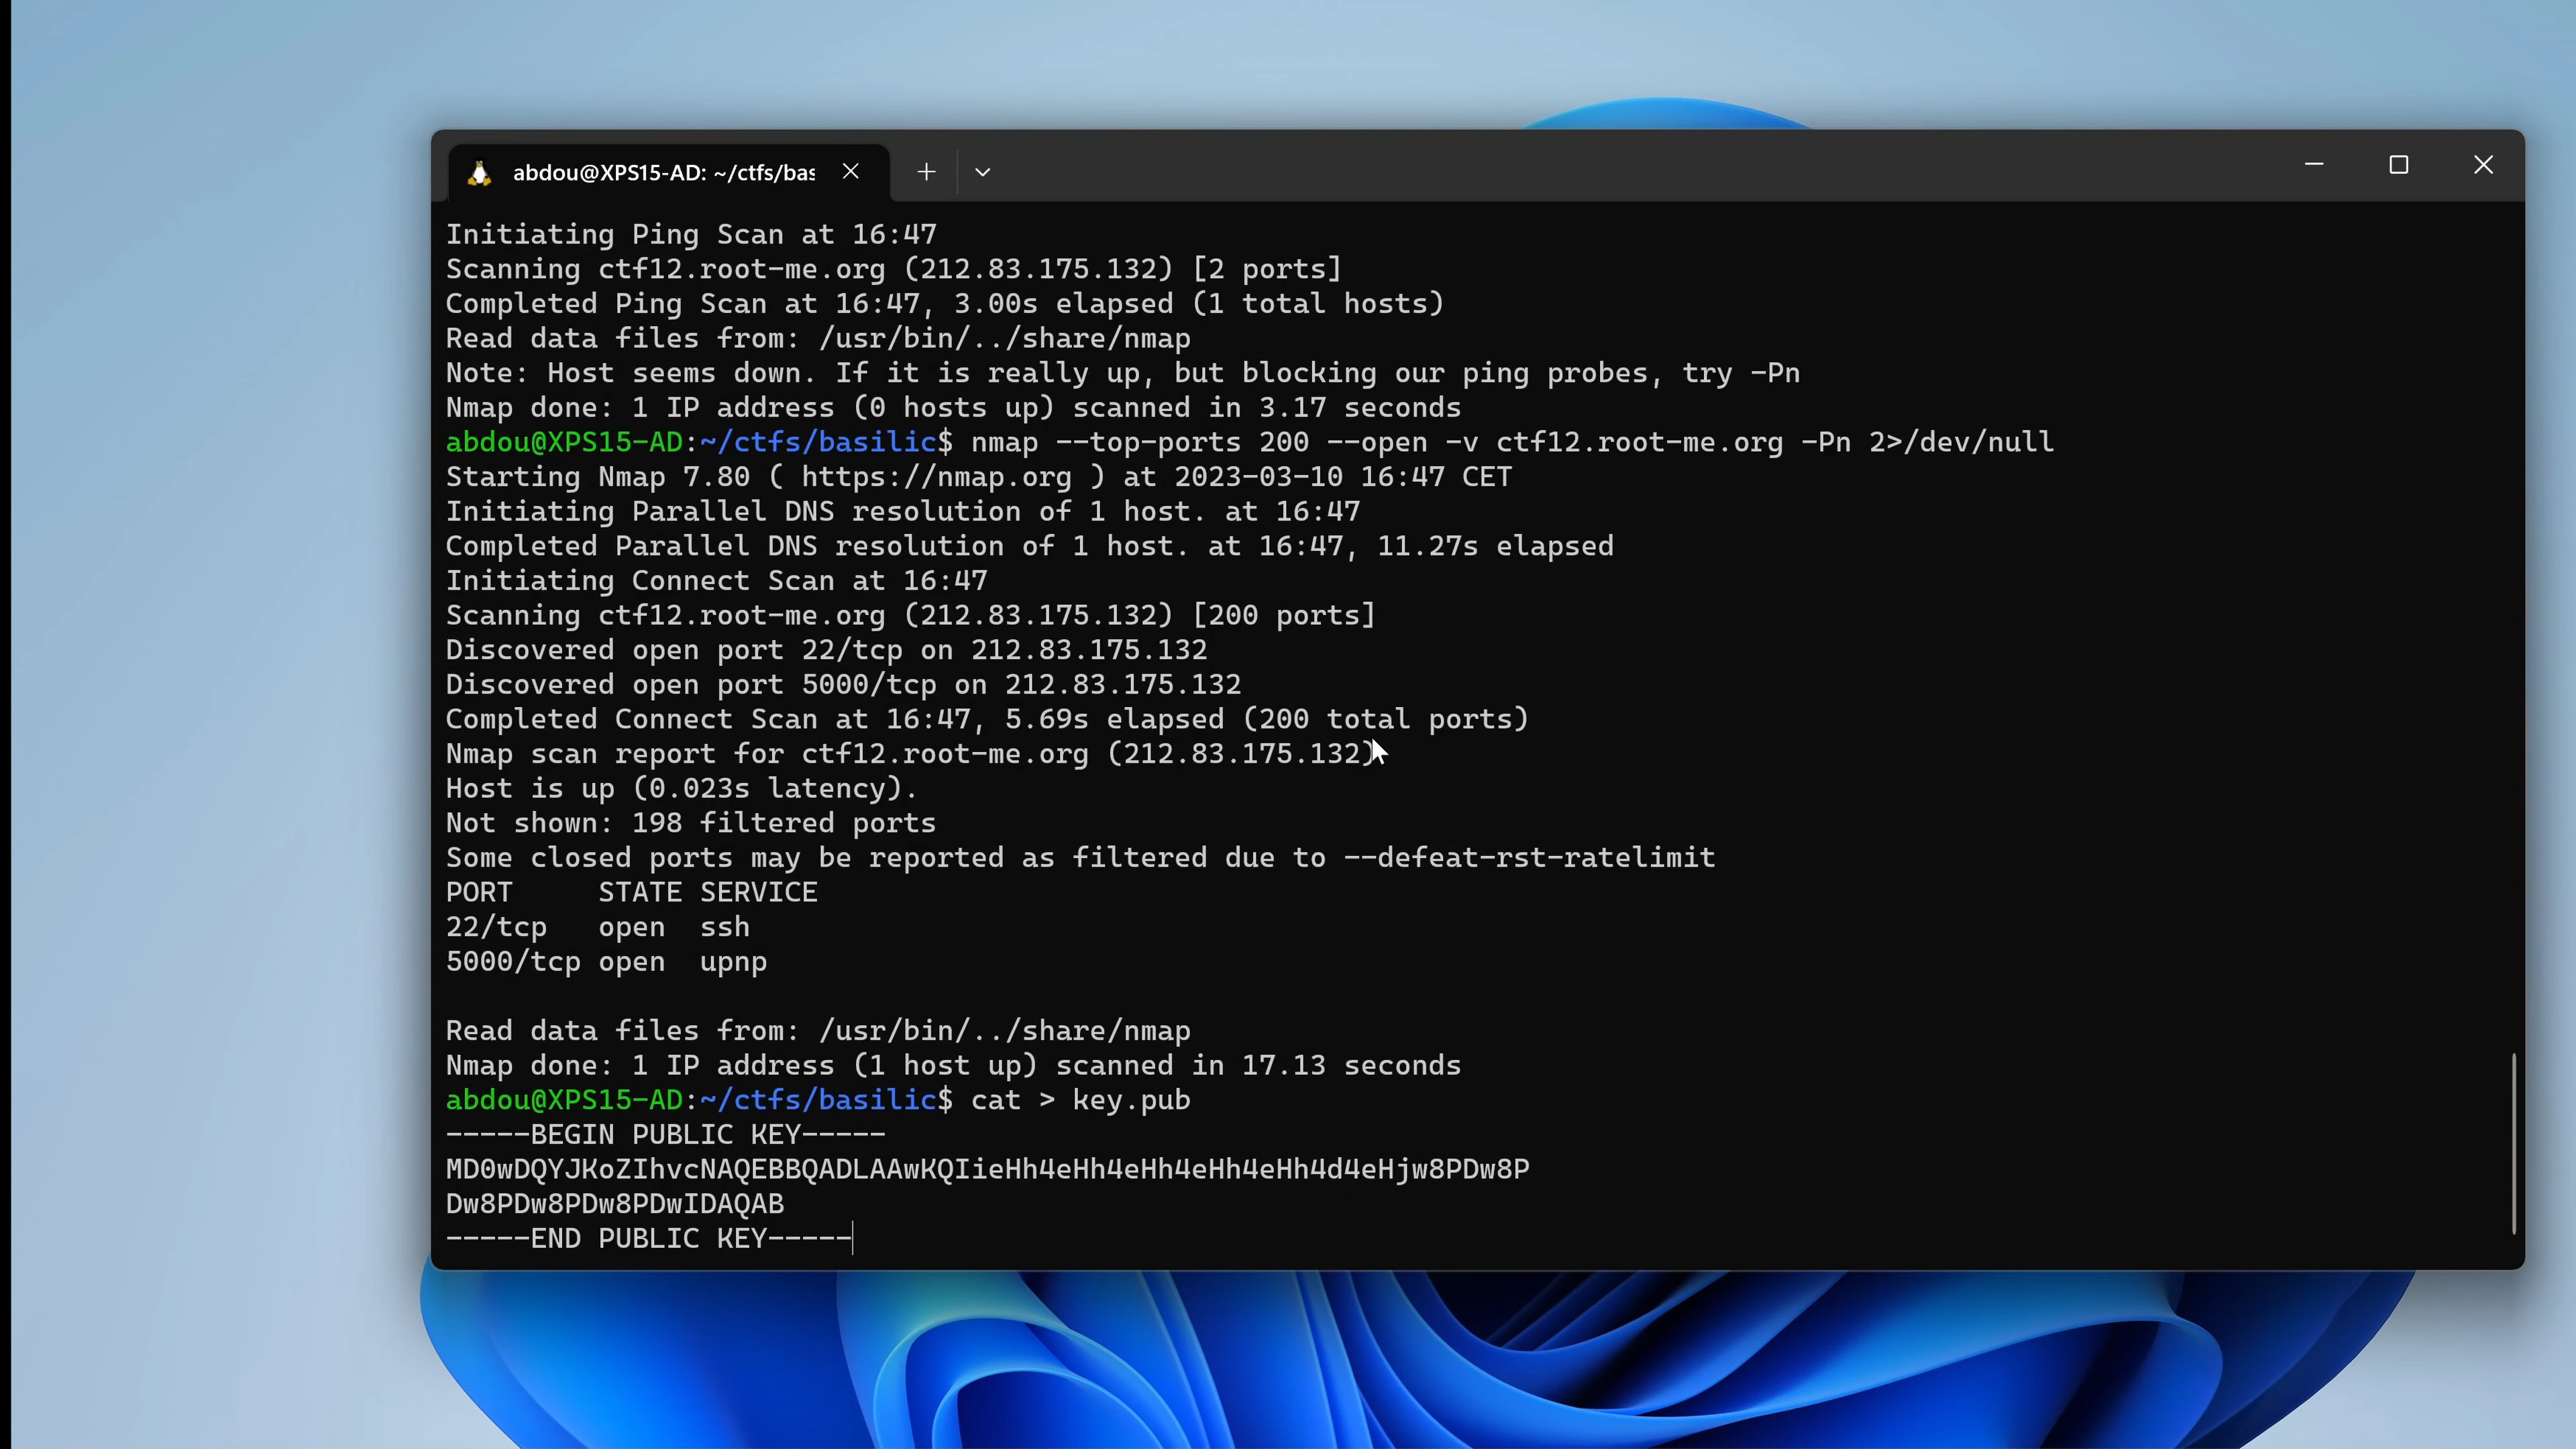 abdou@XPS15-AD: ~/ctfs/bas
Initiating Ping Scan at 16:47
Scanning ctf12.root-me.org (212.83.175.132) [2 ports]
Completed Ping Scan at 16:47, 3.00s elapsed (1 total hosts)
Read data files from: /usr/bin/../share/nmap
Note: Host seems down. If it is really up, but blocking our ping probes, try -Pn
Nmap done: 1 IP address (0 hosts up) scanned in 3.17 seconds
abdou@XPS15-AD:~/ctfs/basilic$ nmap --top-ports 200 --open -v ctf12.root-me.org -Pn 2>/dev/null
Starting Nmap 7.80 ( https://nmap.org ) at 2023-03-10 16:47 CET
Initiating Parallel DNS resolution of 1 host. at 16:47
Completed Parallel DNS resolution of 1 host. at 16:47, 11.27s elapsed
Initiating Connect Scan at 16:47
Scanning ctf12.root-me.org (212.83.175.132) [200 ports]
Discovered open port 22/tcp on 212.83.175.132
Discovered open port 5000/tcp on 212.83.175.132
Completed Connect Scan at 16:47, 5.69s elapsed (200 total ports)
Nmap scan report for ctf12.root-me.org (212.83.175.132)
Host is up (0.023s latency).
Not shown: 198 filtered ports
Some closed ports may be reported as filtered due to --defeat-rst-ratelimit
PORT     STATE SERVICE
22/tcp   open  ssh
5000/tcp open  upnp
Read data files from: /usr/bin/../share/nmap
Nmap done: 1 IP address (1 host up) scanned in 17.13 seconds
abdou@XPS15-AD:~/ctfs/basilic$ cat > key.pub
-----BEGIN PUBLIC KEY-----
MD0wDQYJKoZIhvcNAQEBBQADLAAwKQIieHh4eHh4eHh4eHh4eHh4d4eHjw8PDw8P
Dw8PDw8PDw8PDwIDAQAB
-----END PUBLIC KEY-----